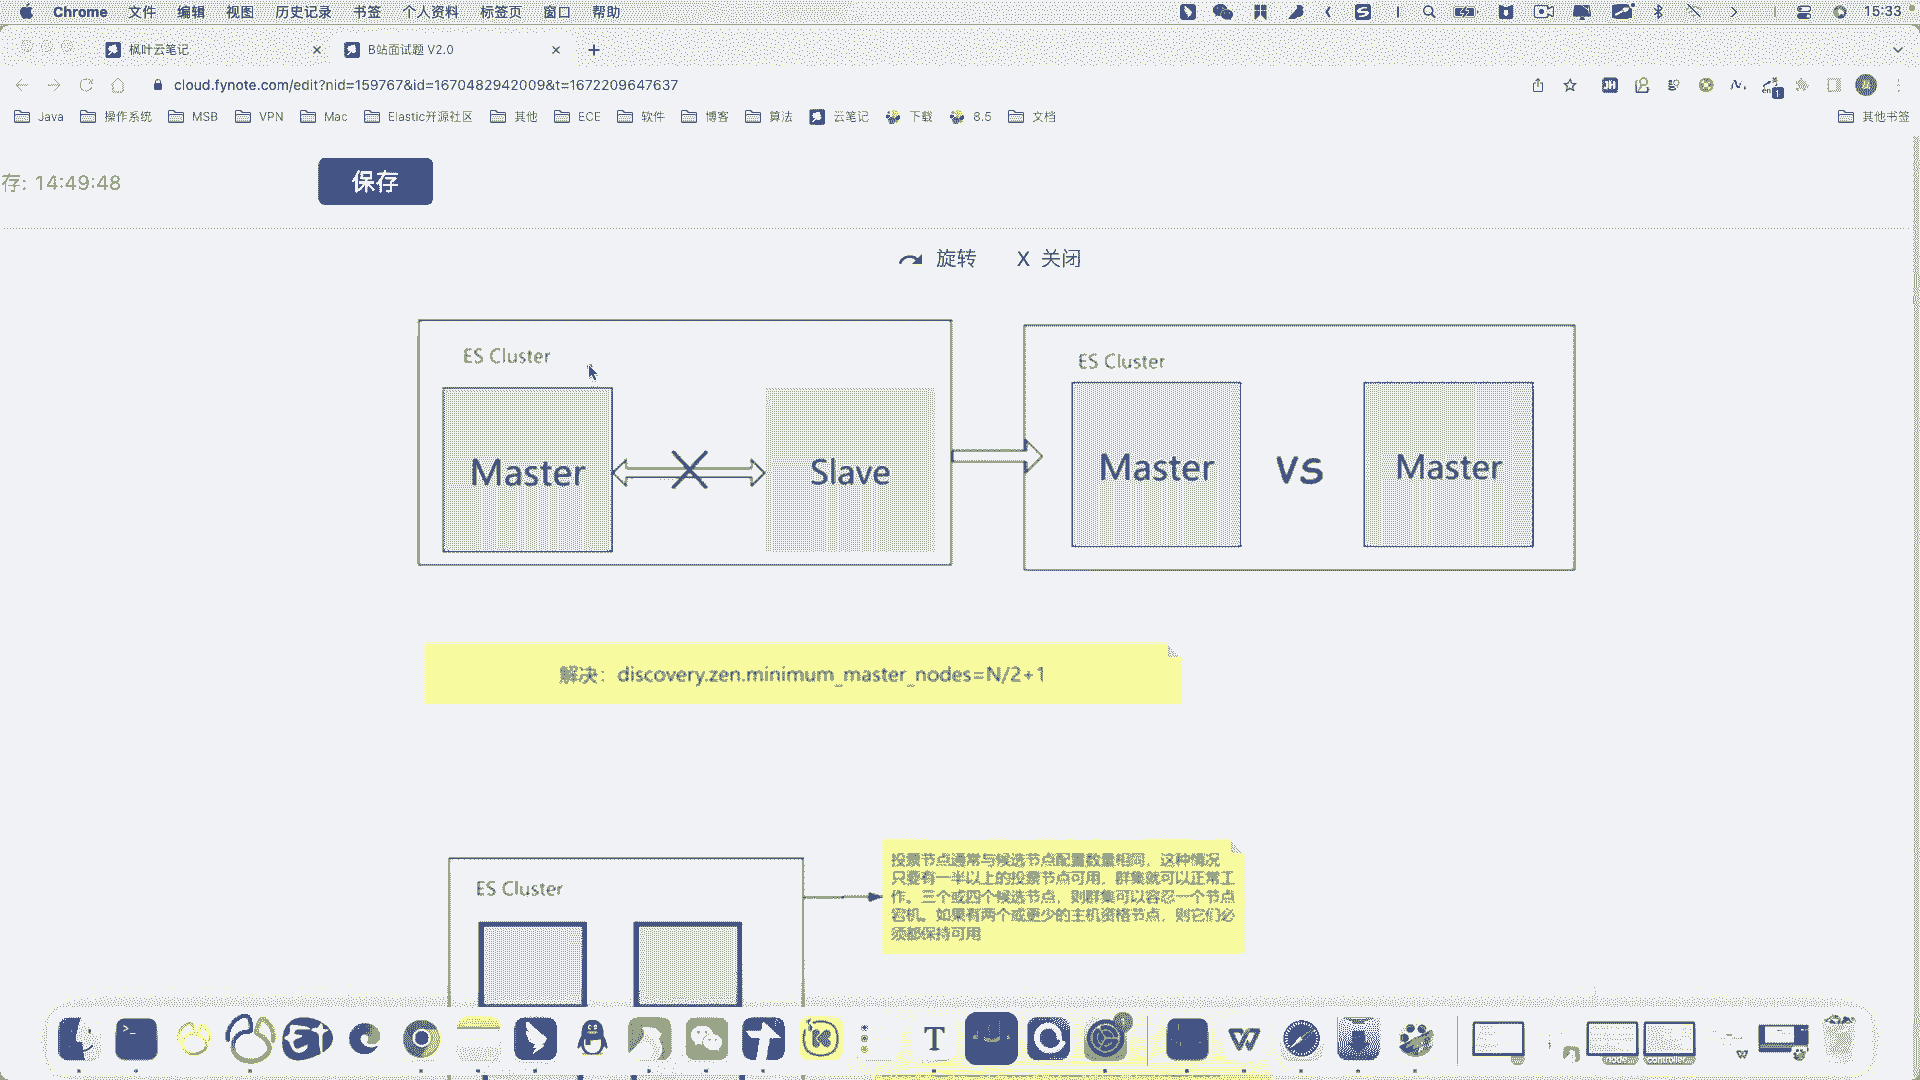 Chrome 文件 编辑 视图 历史记录 书签 个人资料 标签页 窗口 帮助 15:33
枫叶云笔记 B站面试题 V2.0
cloud.fynote.com/edit?nid=159767&id=1670482942009&t=1672209647637
Java 操作系统 MSB VPN Mac Elastic开源社区 其他 ECE 软件 博客 算法 云笔记 下载 8.5 文档 其他书签
存: 14:49:48 保存
旋转 X 关闭
ES Cluster ES Cluster
Master Slave Master VS Master
解决：discovery.zen.minimum_master_nodes=N/2+1
投票节点通常与候选节点配置数量相同，这种情况
只要有一半以上的投票节点可用，群集就可以正常工
作。三个或四个候选节点，则群集可以容忍一个节点
宕机。如果有两个或更少的主机资格节点，则它们必
须都保持可用
ES Cluster